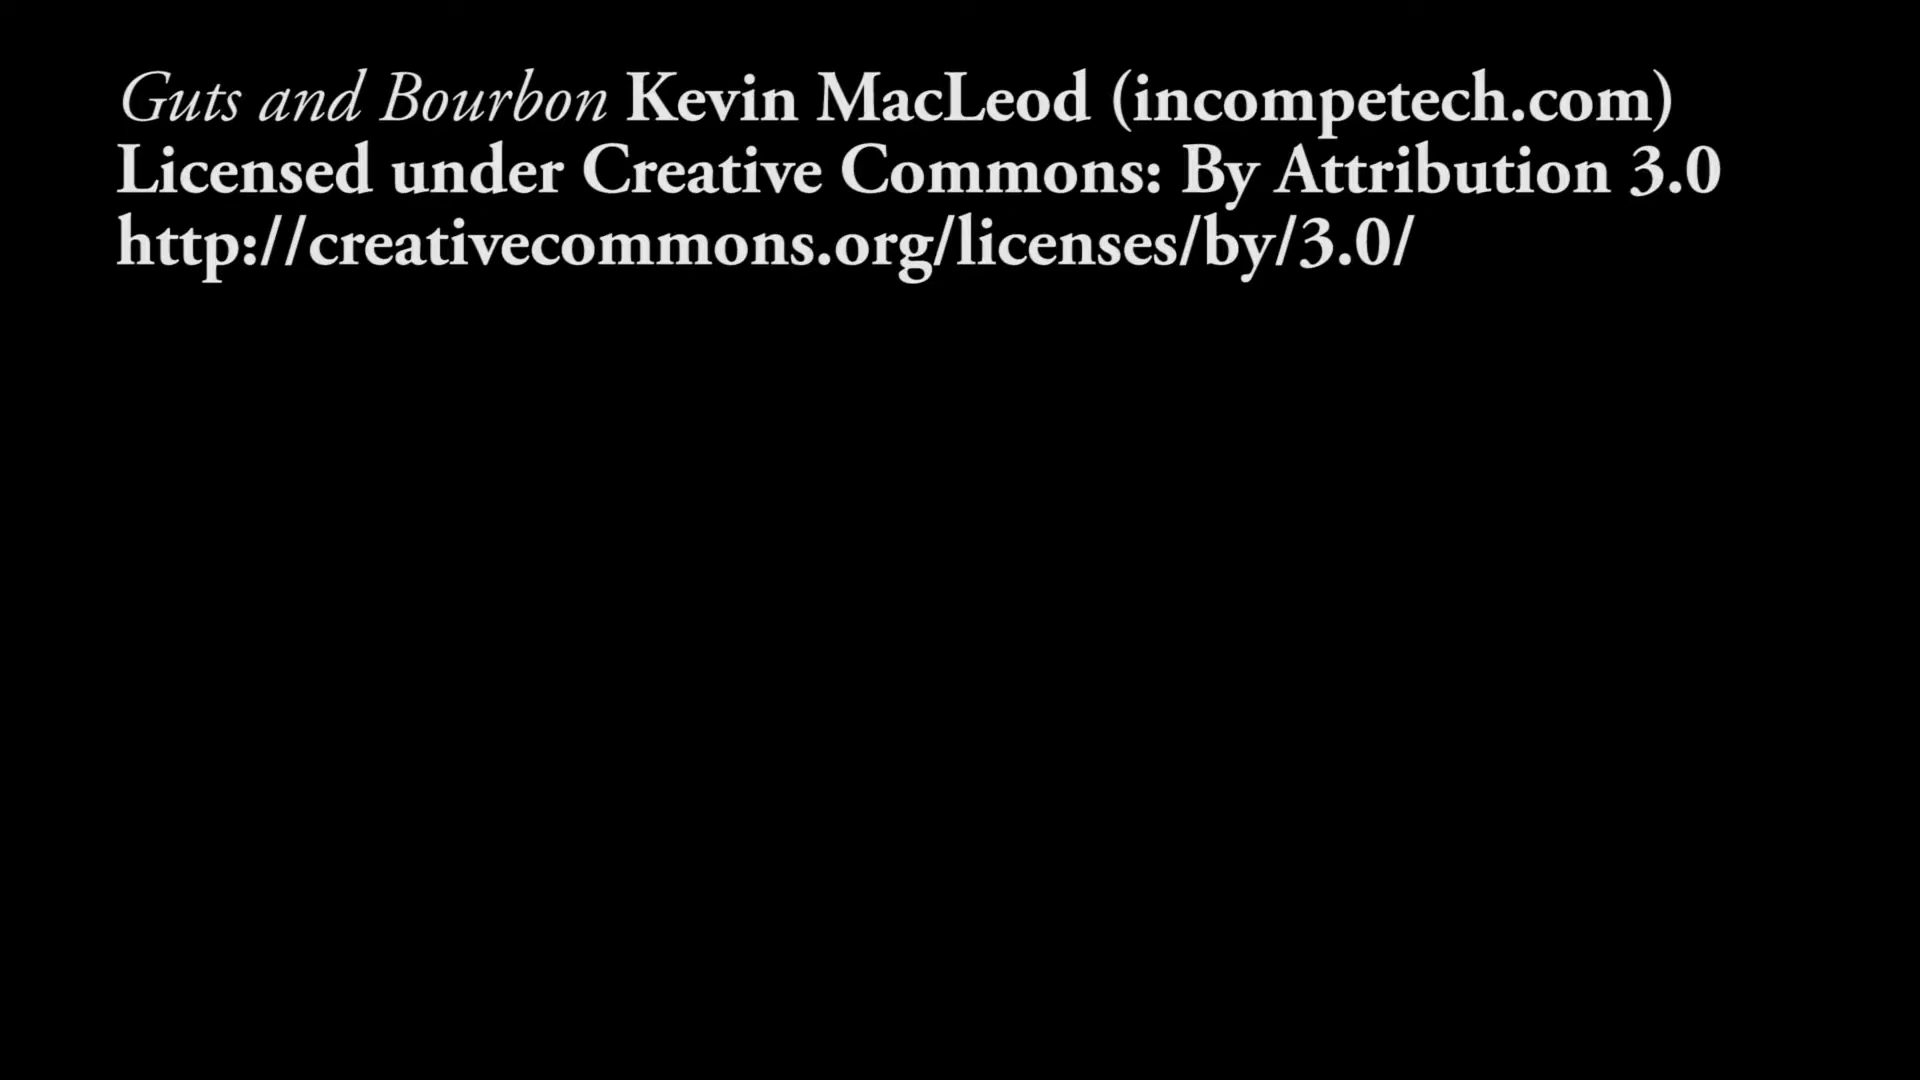 Guts and Bourbon Kevin MacLeod (incompetech.com)
Licensed under Creative Commons: By Attribution 3.0
http://creativecommons.org/licenses/by/3.0/